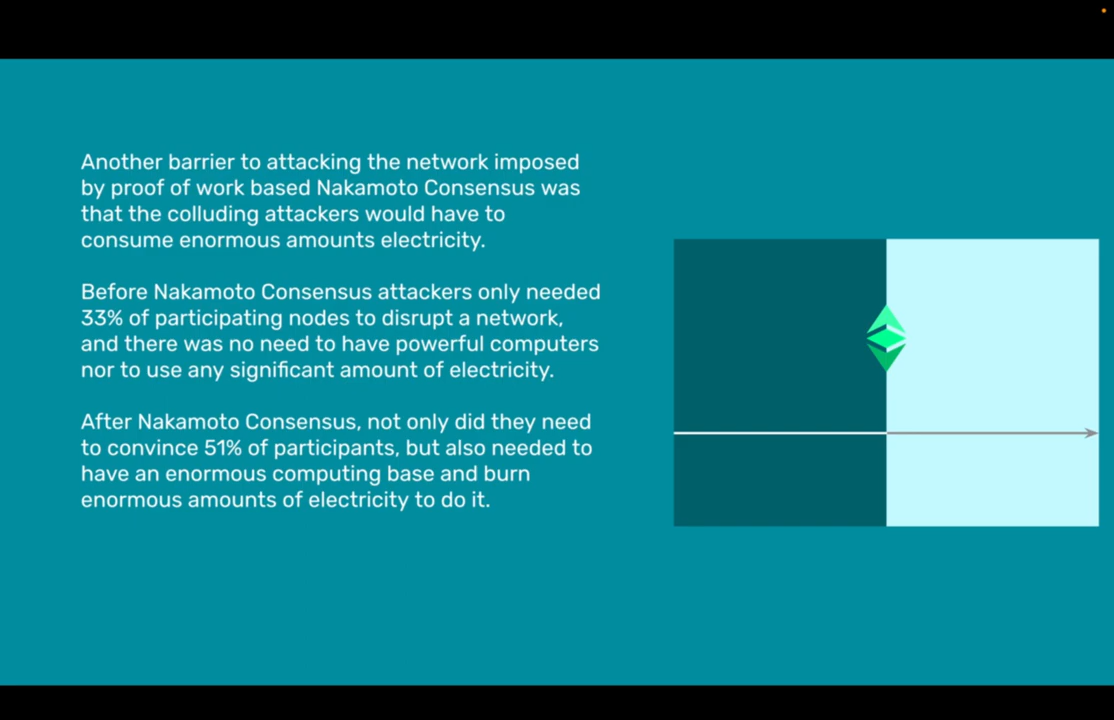 Another barrier to attacking the network imposed
by proof of work based Nakamoto Consensus was
that the colluding attackers would have to
consume enormous amounts electricity.
Before Nakamoto Consensus attackers only needed
33% of participating nodes to disrupt a network,
and there was no need to have powerful computers
nor to use any significant amount of electricity.
After Nakamoto Consensus, not only did they need
to convince 51% of participants, but also needed to
have an enormous computing base and burn
enormous amounts of electricity to do it.